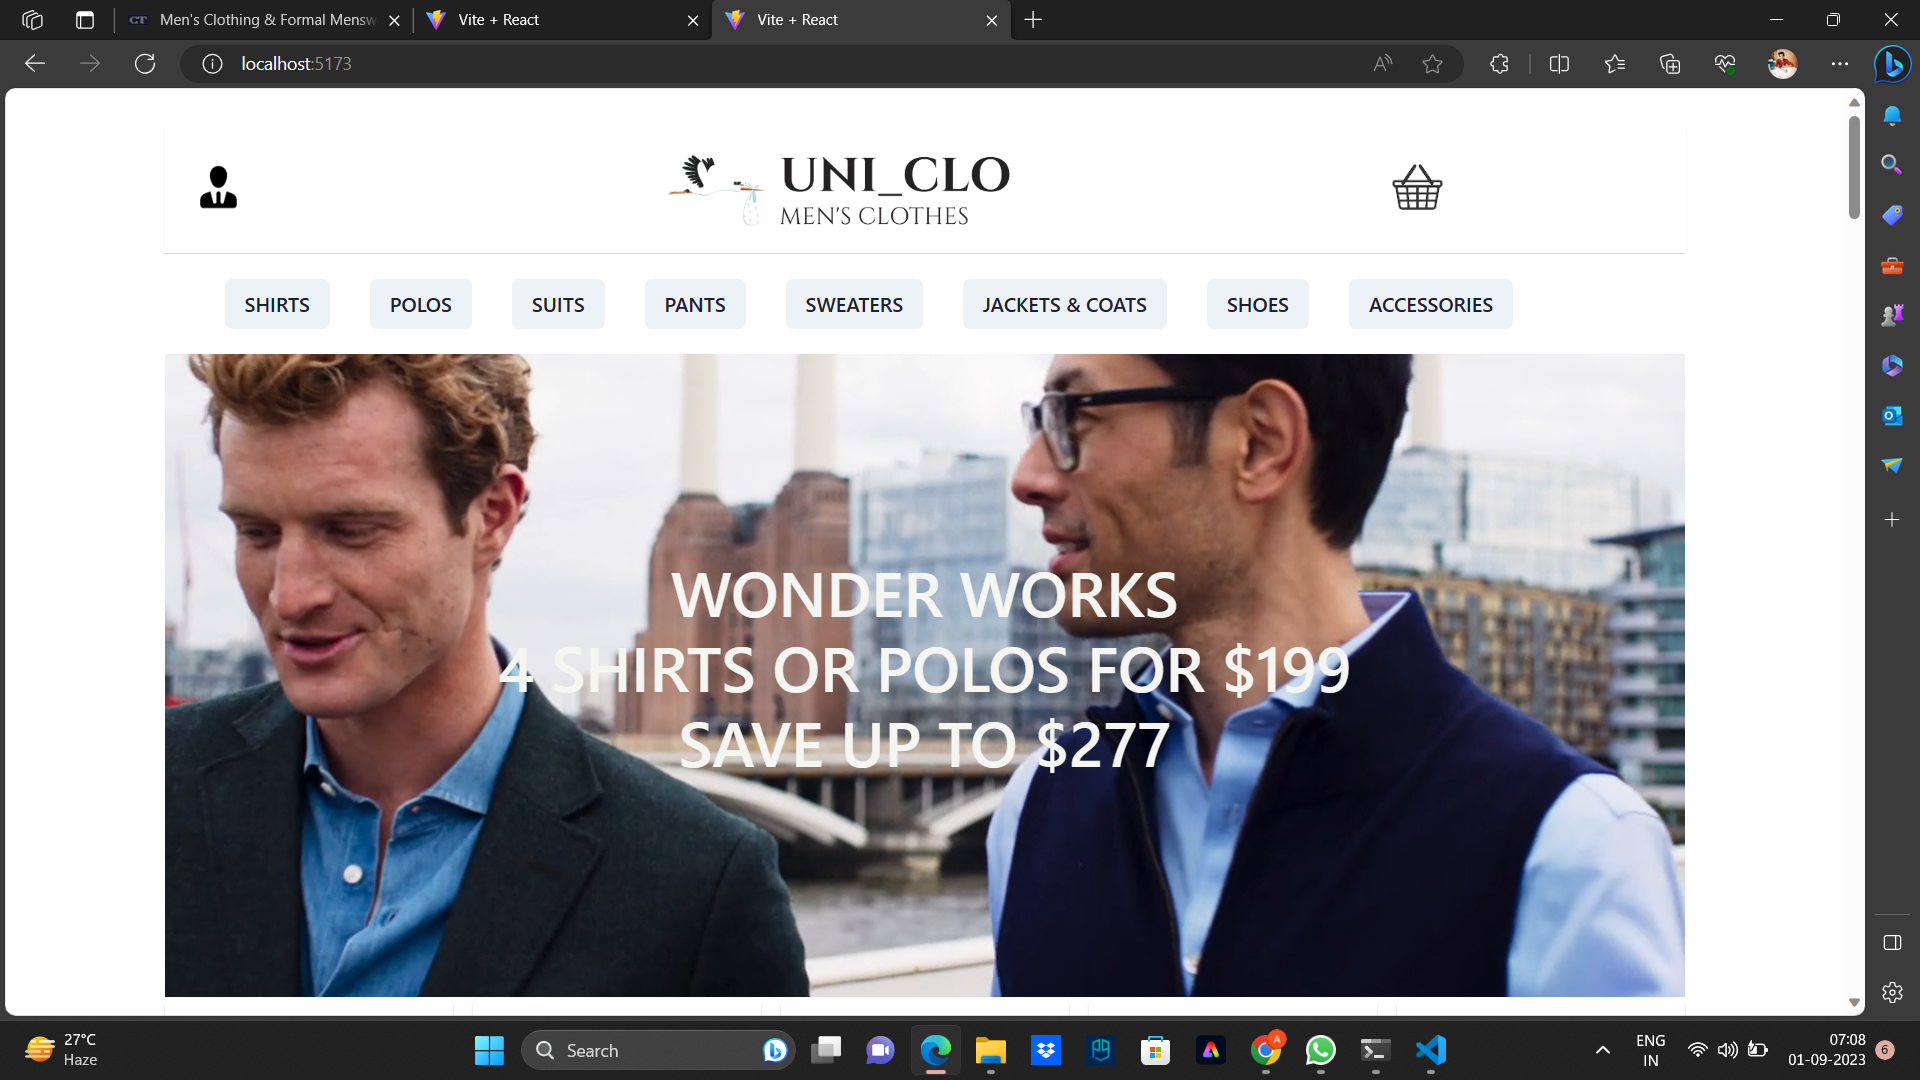 CT Men's Clothing & Formal Mensw
Vite + React
Vite + React
localhost:5173
UNI_CLO
MEN'S CLOTHES
SHIRTS POLOS SUITS PANTS SWEATERS JACKETS & COATS SHOES ACCESSORIES
WONDER WORKS
4 SHIRTS OR POLOS FOR $199
SAVE UP TO $277
27°C
Haze
Search
ENG
IN
07:08
01-09-2023
6